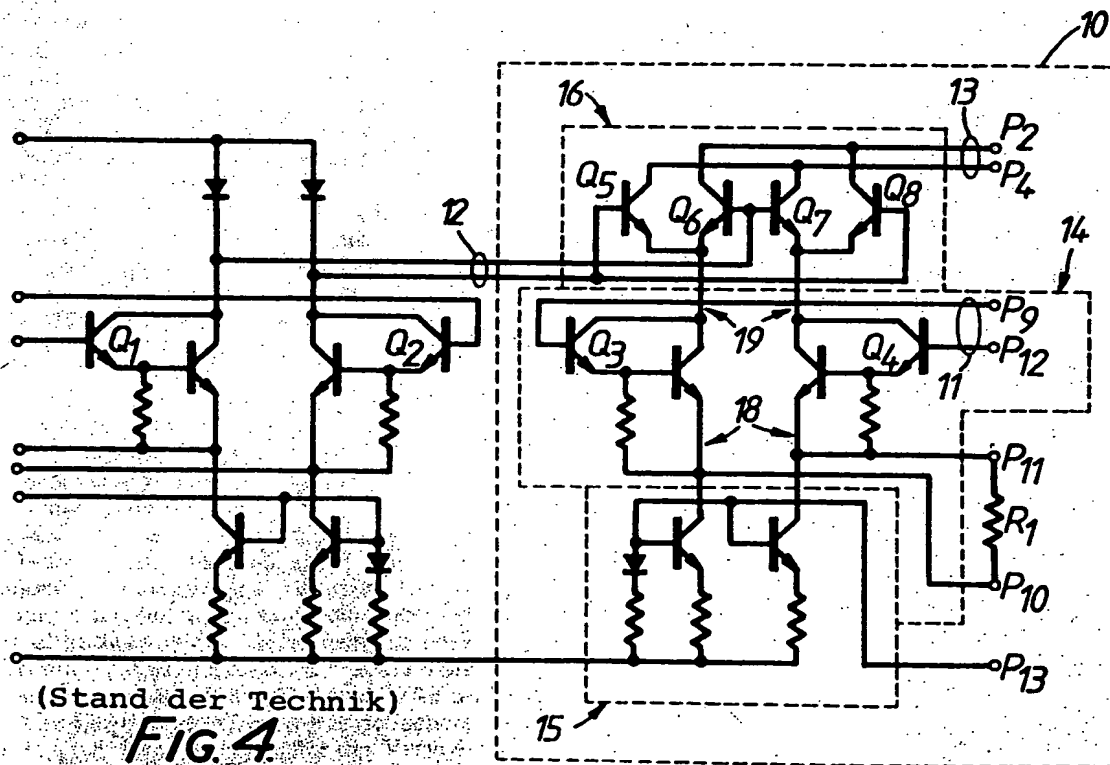 10
16
13
P2
P4
Q5
Q6
Q7
Q8
12
14
P9
Q1
Q2
Q3
19
Q4
P12
11
18
P11
R1
P10
P13
(Stand der Technik)
15
FIG. 4